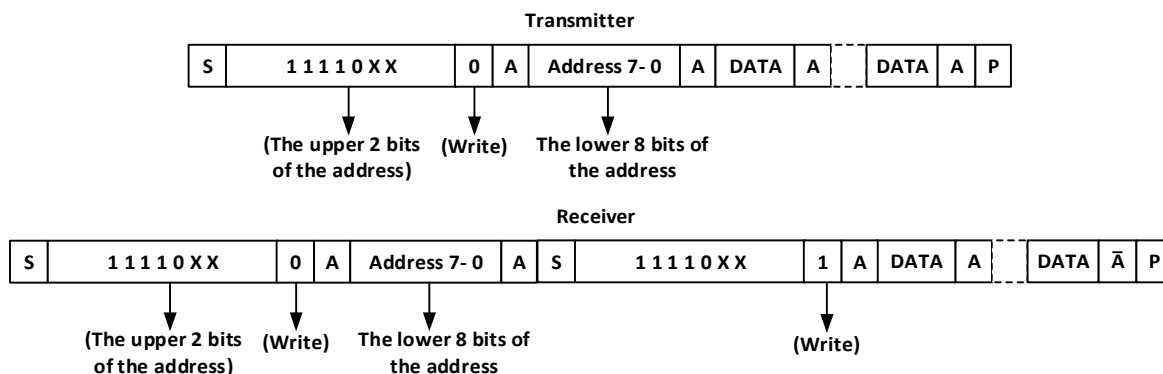 Transmitter
S 1 1 1 1 0 X X 0 A Address 7- 0 A DATA A DATA A P
(The upper 2 bits of the address) (Write) The lower 8 bits of the address
Receiver
S 1 1 1 1 0 X X 0 A Address 7- 0 A S 1 1 1 1 0 X X 1 A DATA A DATA Ā P
(The upper 2 bits of the address) (Write) The lower 8 bits of the address (Write)